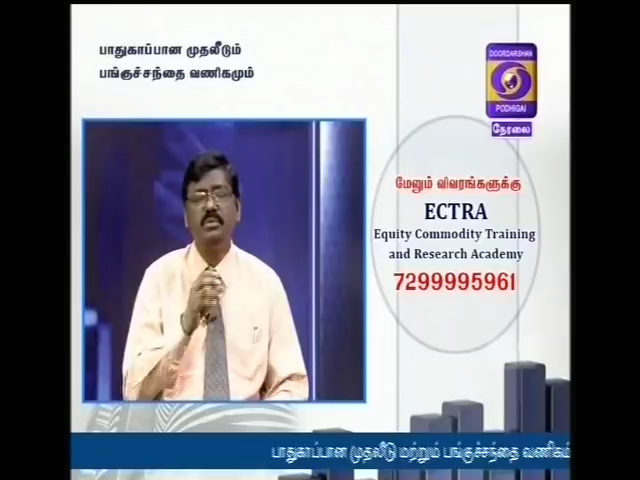 பாதுகாப்பான முதலீடும்
பங்குச்சந்தை வணிகமும்
DOORDARSHAN
PODHIGAI
நேரலை
மேலும் விவரங்களுக்கு
ECTRA
Equity Commodity Training
and Research Academy
7299995961
பாதுகாப்பான முதலீடு மற்றும் பங்குச்சந்தை வணிகம்